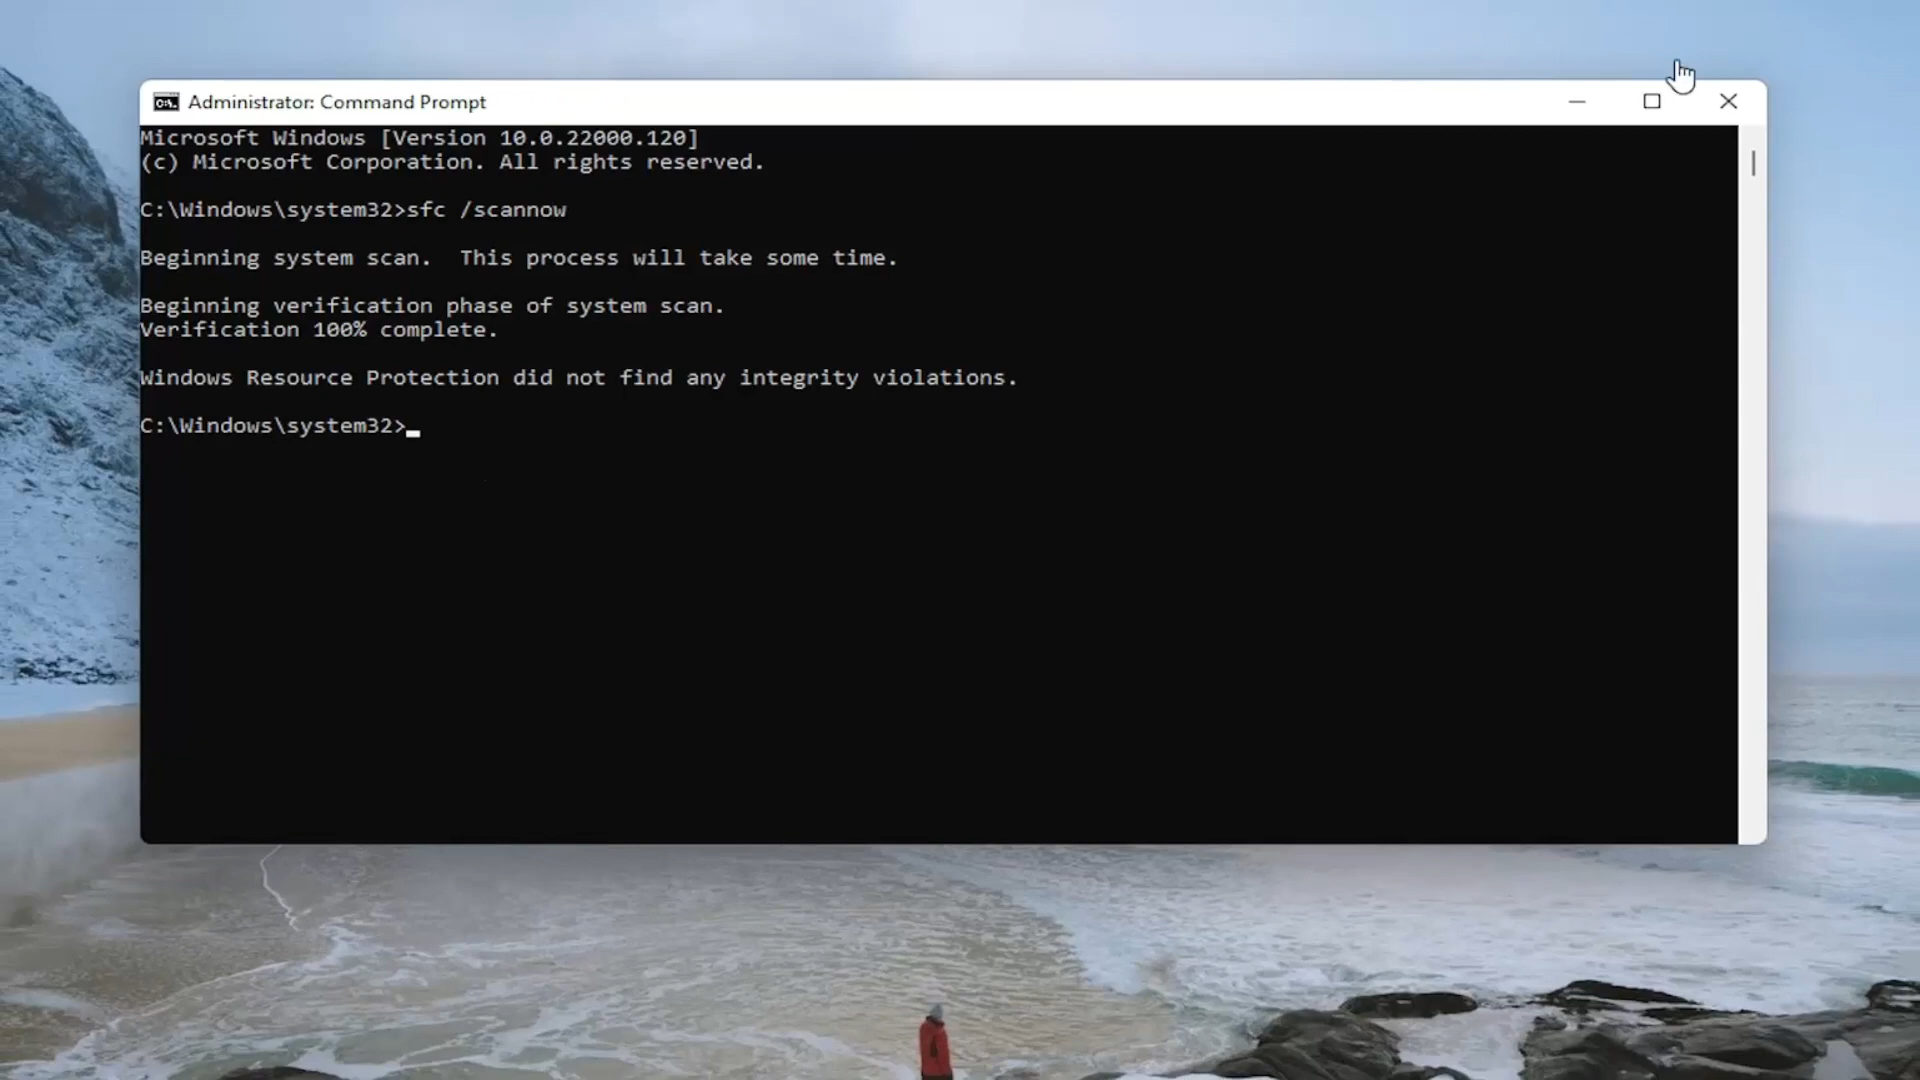 Administrator: Command Prompt
Microsoft Windows [Version 10.0.22000.120]
(c) Microsoft Corporation. All rights reserved.
C:\Windows\system32>sfc /scannow
Beginning system scan.  This process will take some time.
Beginning verification phase of system scan.
Verification 100% complete.
Windows Resource Protection did not find any integrity violations.
C:\Windows\system32>